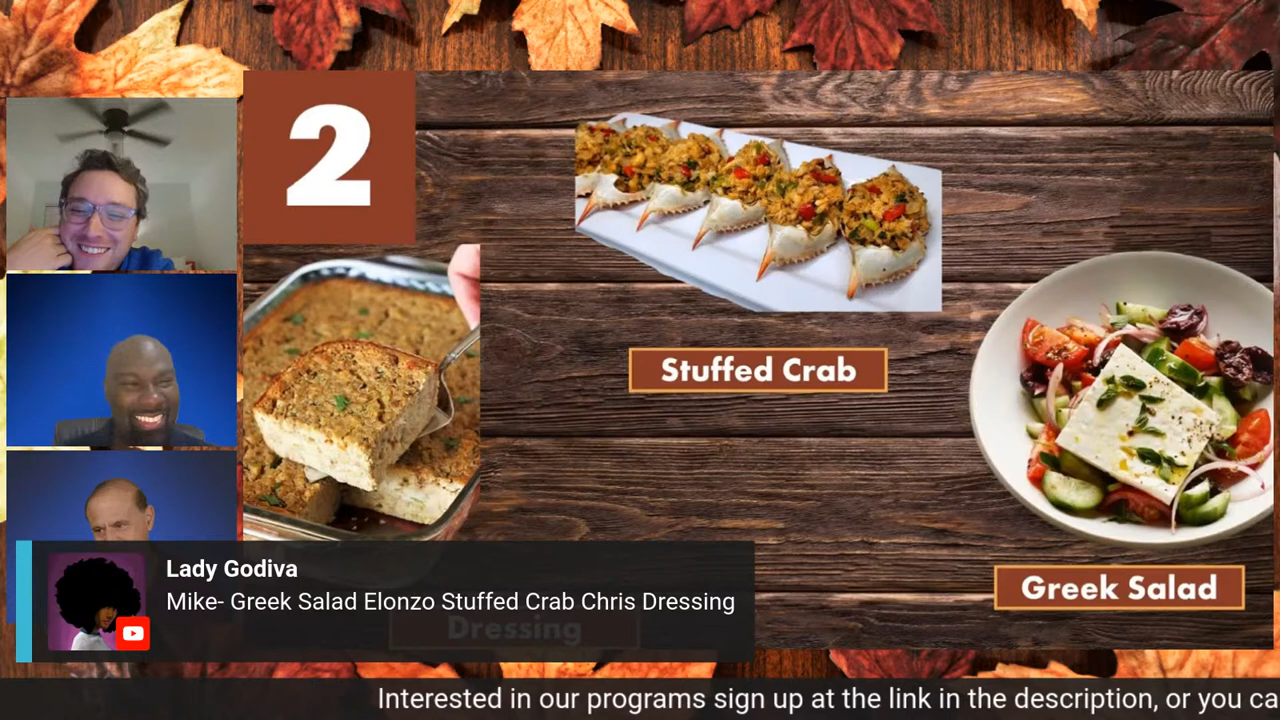 2
Stuffed Crab
Greek Salad
Lady Godiva
Mike- Greek Salad Elonzo Stuffed Crab Chris Dressing
Dressing
Interested in our programs sign up at the link in the description, or you ca